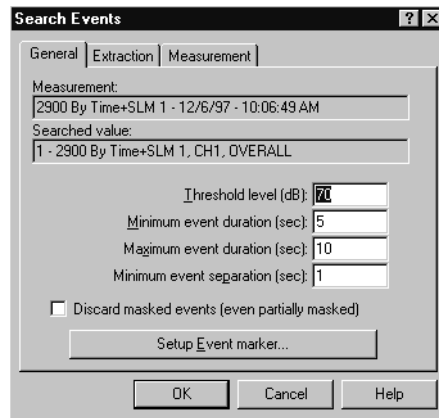 Search Events
General Extraction Measurement
Measurement:
2900 By Time+SLM 1 - 12/6/97 - 10:06:49 AM
Searched value:
1 - 2900 By Time+SLM 1, CH1, OVERALL
Threshold level (dB): 70
Minimum event duration (sec): 5
Maximum event duration (sec): 10
Minimum event separation (sec): 1
Discard masked events (even partially masked)
Setup Event marker...
OK Cancel Help